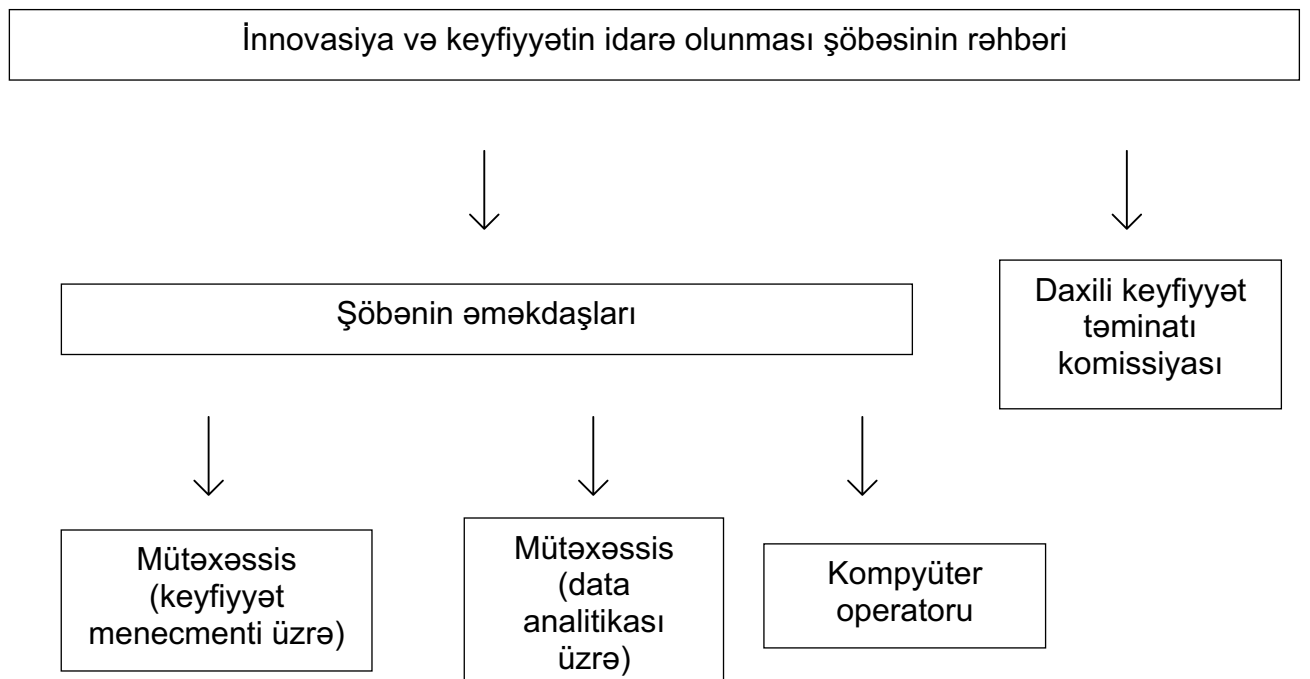 İnnovasiya və keyfiyyətin idarə olunması şöbəsinin rəhbəri
Şöbənin əməkdaşları
Daxili keyfiyyət
təminatı
komissiyası
Mütəxəssis
(keyfiyyət
menecmenti üzrə)
Mütəxəssis
(data
analitikası
üzrə)
Kompyüter
operatoru